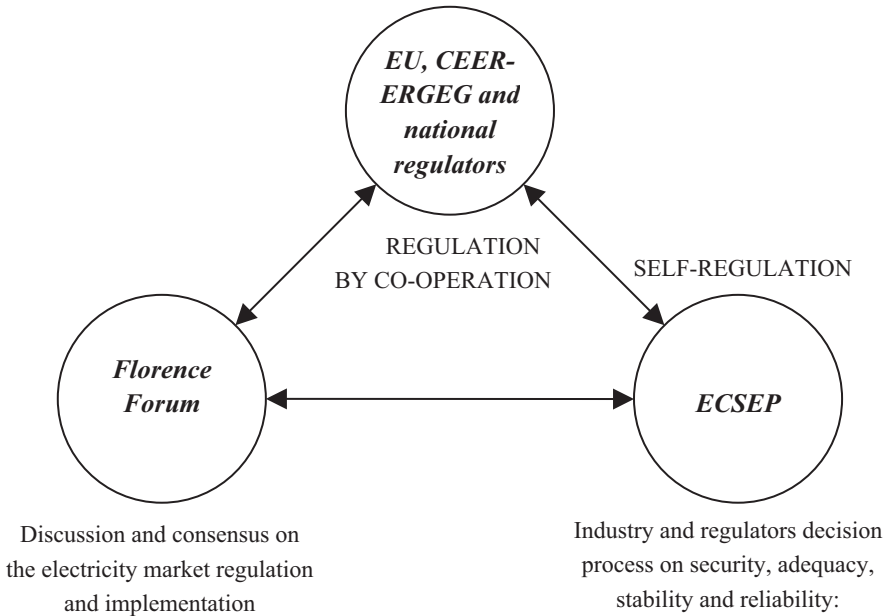 EU, CEER-
ERGEG and
national
regulators
REGULATION
BY CO-OPERATION
SELF-REGULATION
Florence
Forum
ECSEP
Discussion and consensus on
the electricity market regulation
and implementation
Industry and regulators decision
process on security, adequacy,
stability and reliability: